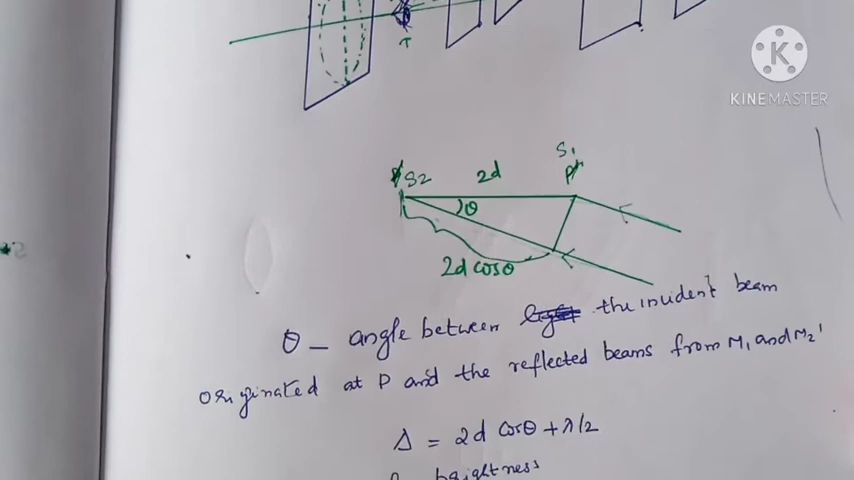 T
KINEMASTER
S1
S2
2d
P
θ
2d cosθ
θ — angle between the incident beam
originated at P and the reflected beams from M1 and M2'
Δ = 2d cosθ + λ/2
brightness